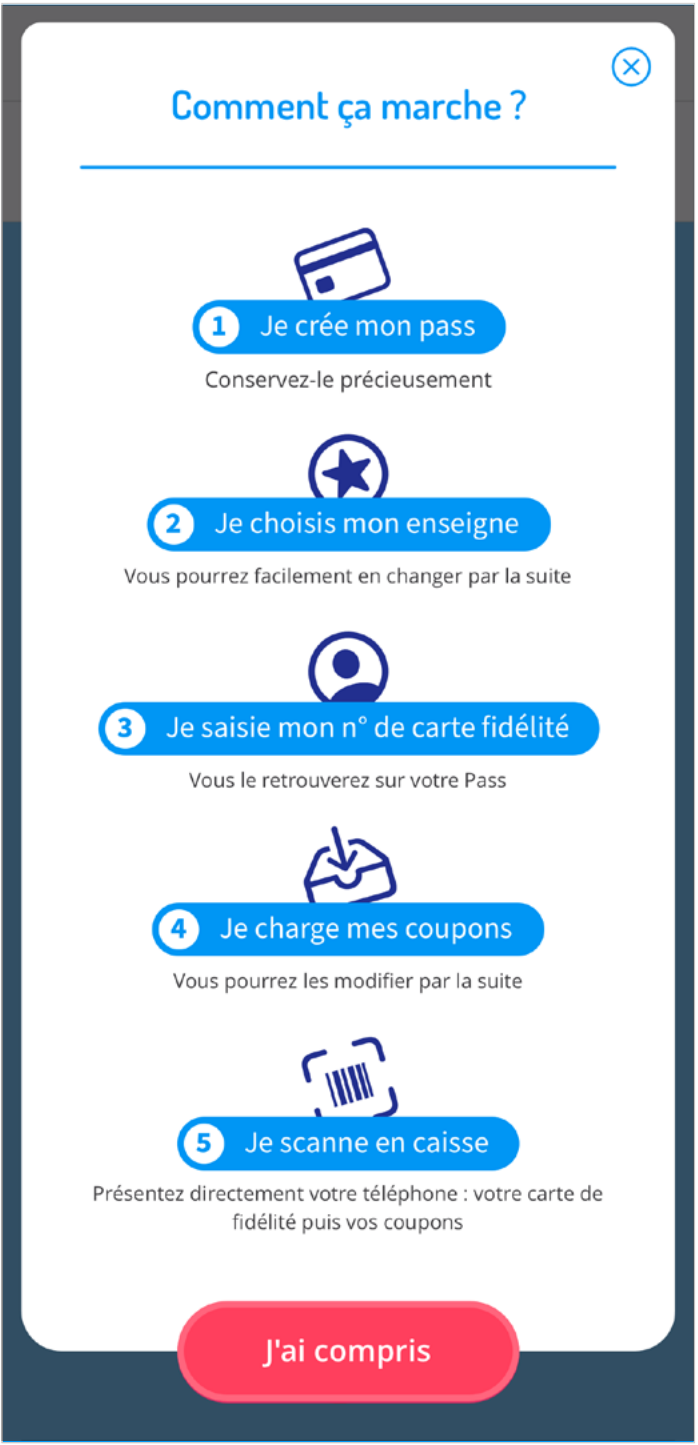 Comment ça marche ?
1 Je crée mon pass
Conservez-le précieusement
2 Je choisis mon enseigne
Vous pourrez facilement en changer par la suite
3 Je saisie mon n° de carte fidélité
Vous le retrouverez sur votre Pass
4 Je charge mes coupons
Vous pourrez les modifier par la suite
5 Je scanne en caisse
Présentez directement votre téléphone : votre carte de
fidélité puis vos coupons
J'ai compris